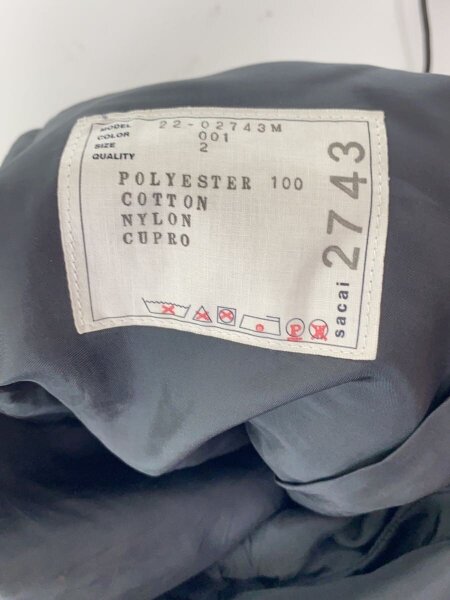 MODEL 22-02743M
COLOR 001
SIZE 2
QUALITY
POLYESTER 100
COTTON
NYLON
CUPRO
P
sacai 2743